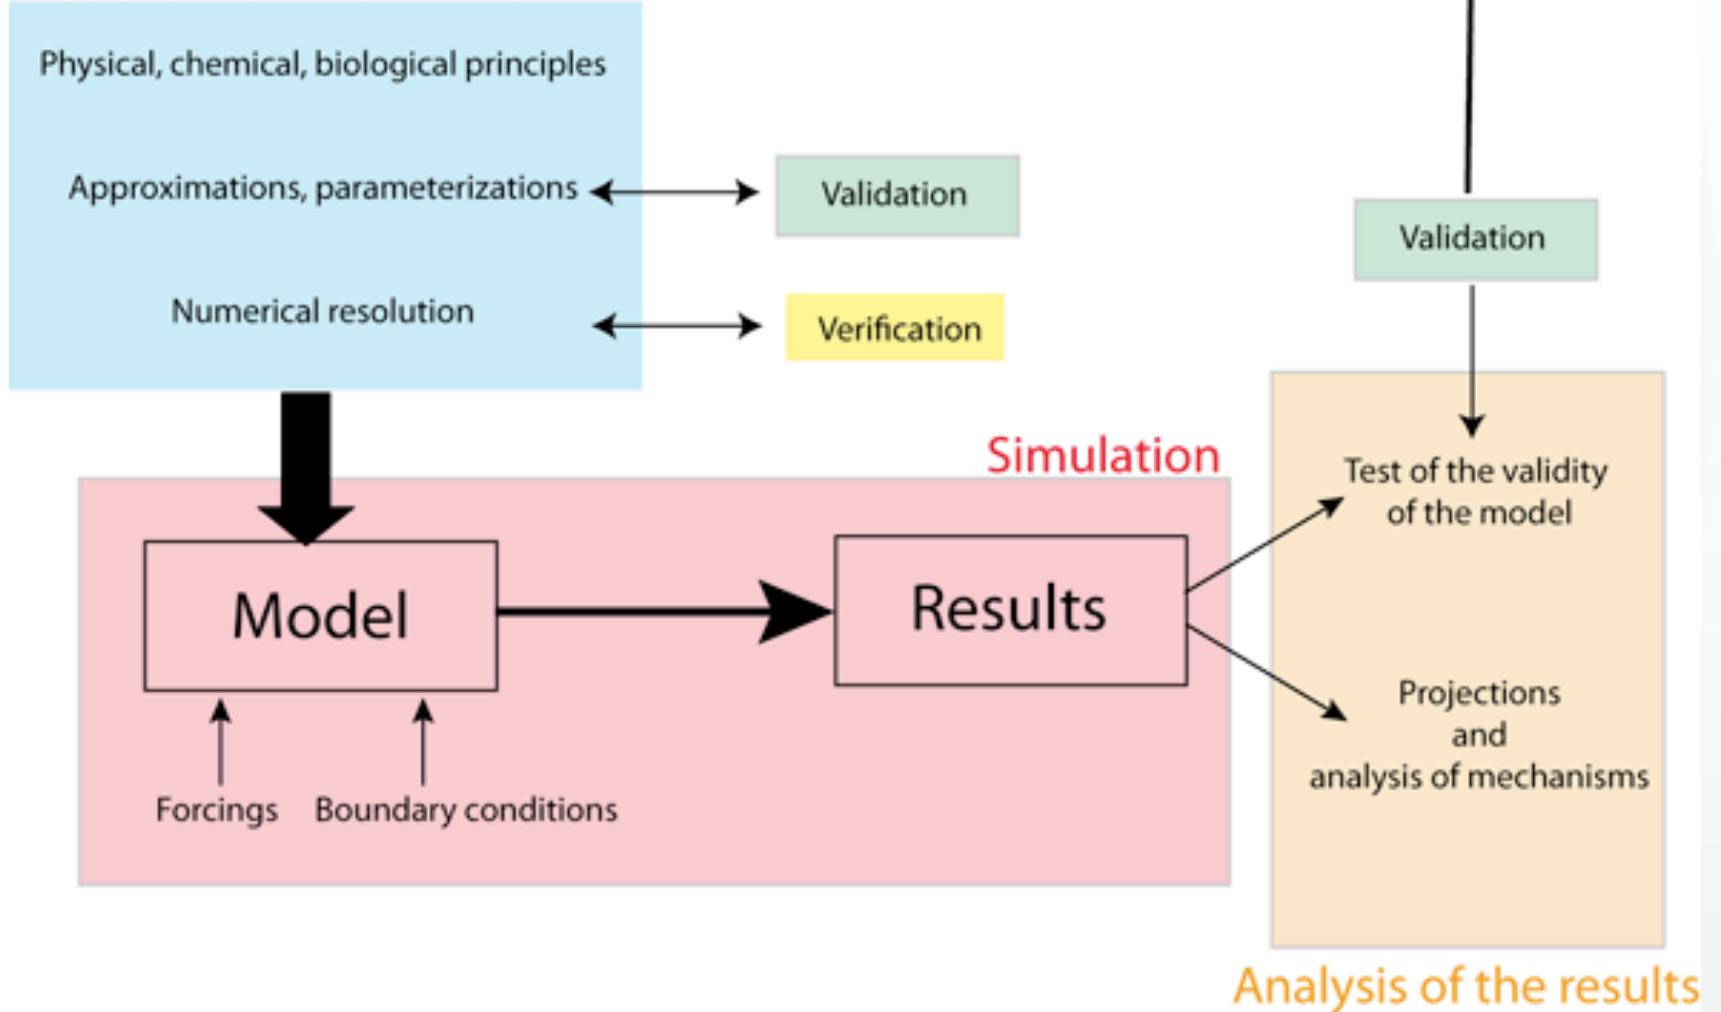 Physical, chemical, biological principles
Approximations, parameterizations
Validation
Validation
Numerical resolution
Verification
Simulation
Test of the validity
of the model
Model
Results
Projections
and
analysis of mechanisms
Forcings
Boundary conditions
Analysis of the results